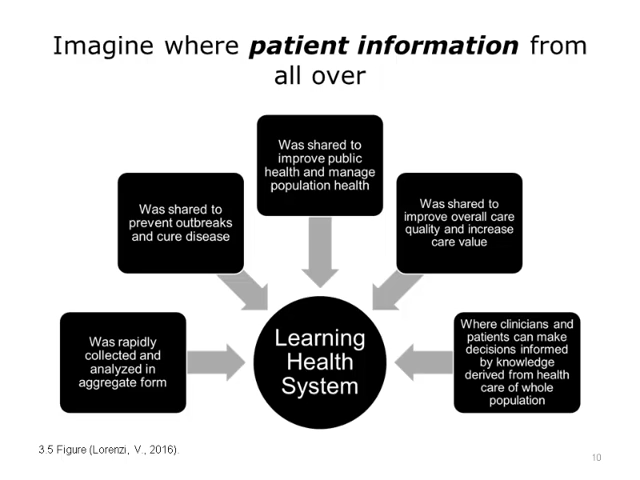 Imagine where patient information from
all over
Was shared to
improve public
health and manage
population health
Was shared to
prevent outbreaks
and cure disease
Was shared to
improve overall care
quality and increase
care value
Was rapidly
collected and
analyzed in
aggregate form
Learning
Health
System
Where clinicians and
patients can make
decisions informed
by knowledge
derived from health
care of whole
population
3.5 Figure (Lorenzi, V., 2016).
10